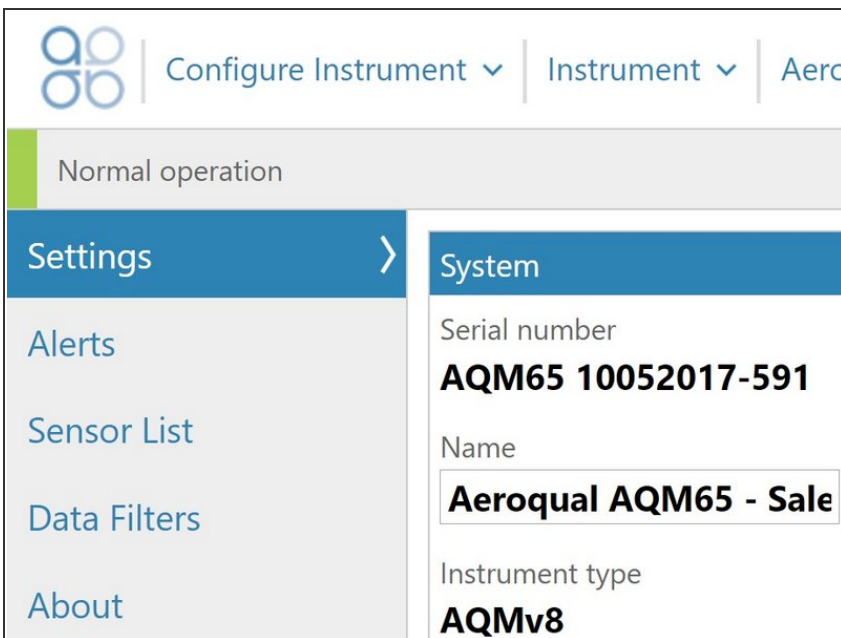 Configure Instrument Instrument
Normal operation
Settings
Alerts
Sensor List
Data Filters
About
System
Serial number
AQM65 10052017-591
Name
Aeroqual AQM65 - Sale
Instrument type
AQMv8